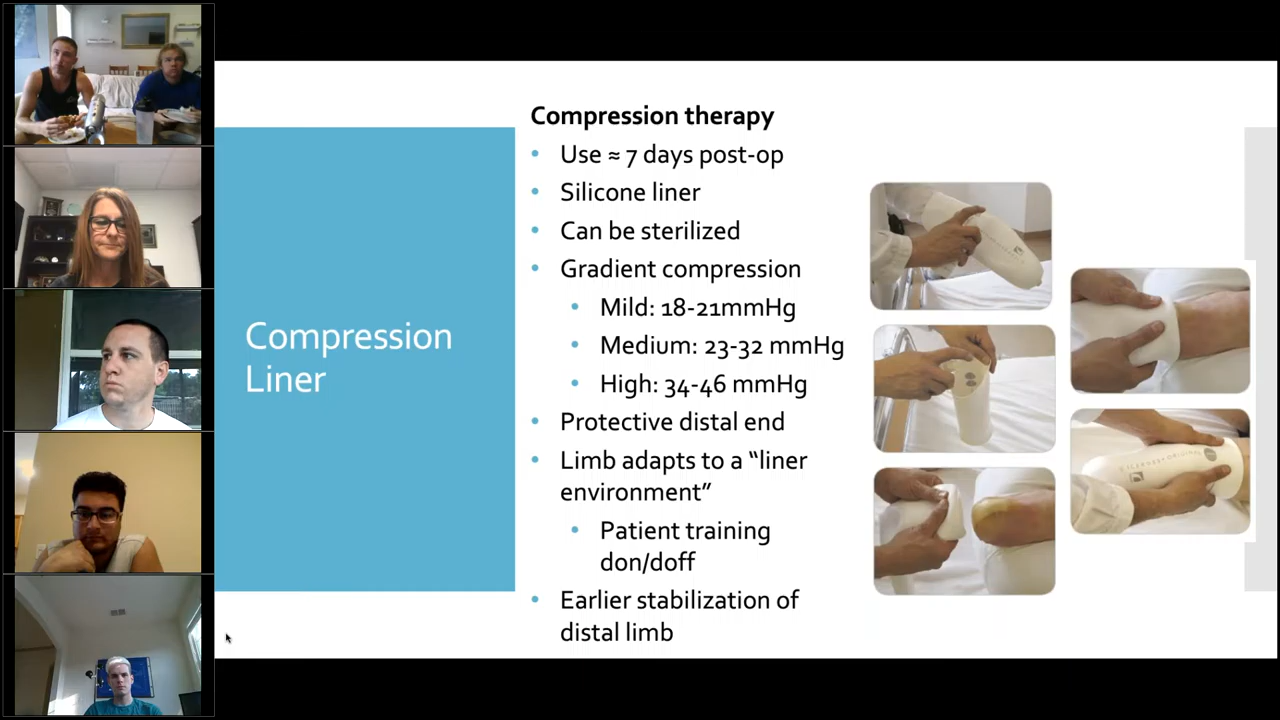 Compression
Liner
Compression therapy
• Use ≈ 7 days post-op
• Silicone liner
• Can be sterilized
• Gradient compression
• Mild: 18-21mmHg
• Medium: 23-32 mmHg
• High: 34-46 mmHg
• Protective distal end
• Limb adapts to a “liner
environment”
• Patient training
don/doff
• Earlier stabilization of
distal limb